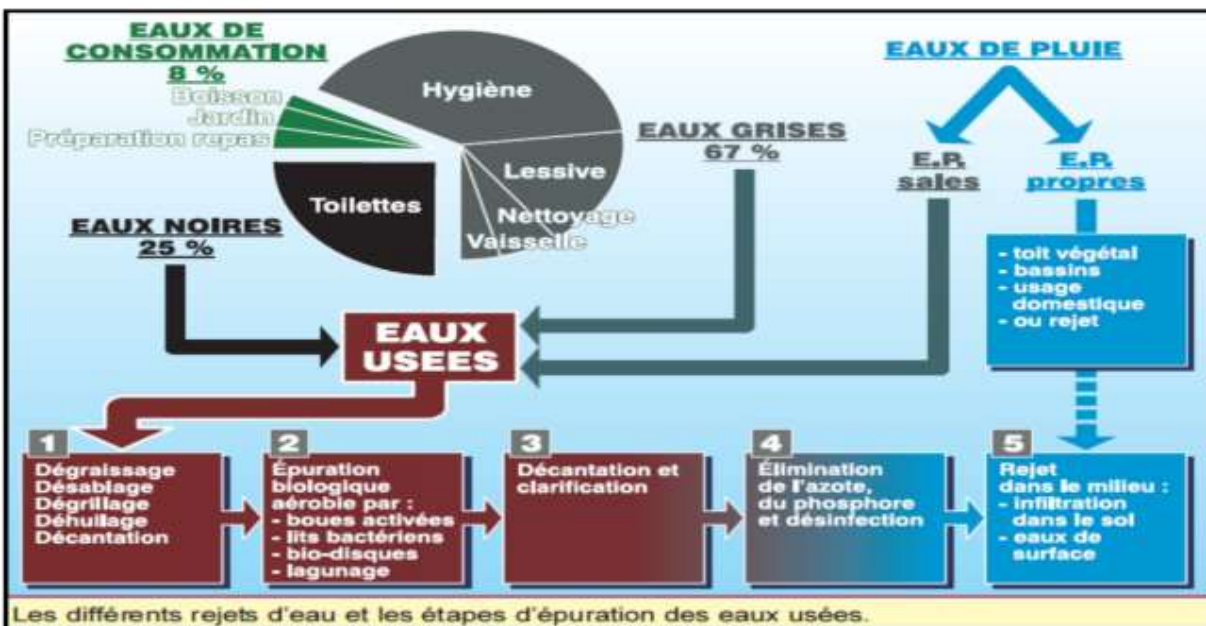 EAUX DE
CONSOMMATION
8 %
Boisson
Jardin
Préparation repas
Hygiène
Lessive
Nettoyage
Vaisselle
Toilettes
EAUX NOIRES
25 %
EAUX GRISES
67 %
EAUX DE PLUIE
E.P.
sales
E.P.
propres
- toit végétal
- bassins
- usage
domestique
- ou rejet
EAUX
USEES
1
Dégraissage
Désablage
Dégrillage
Déhuilage
Décantation
2
Épuration
biologique
aérobie par :
- boues activées
- lits bactériens
- bio-disques
- lagunage
3
Décantation et
clarification
4
Élimination
de l'azote,
du phosphore
et désinfection
5
Rejet
dans le milieu :
- infiltration
dans le sol
- eaux de
surface
Les différents rejets d'eau et les étapes d'épuration des eaux usées.